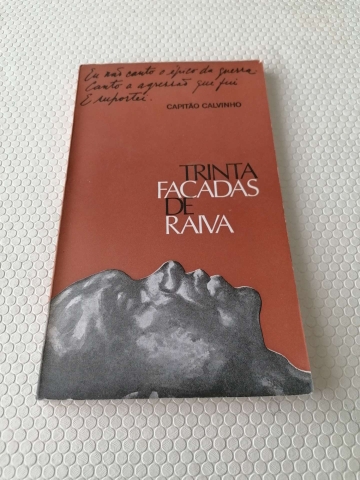 Eu não canto o épico da guerra.
Canto a agressão que fui
E suportei.
CAPITÃO CALVINHO
TRINTA
FACADAS
DE
RAIVA